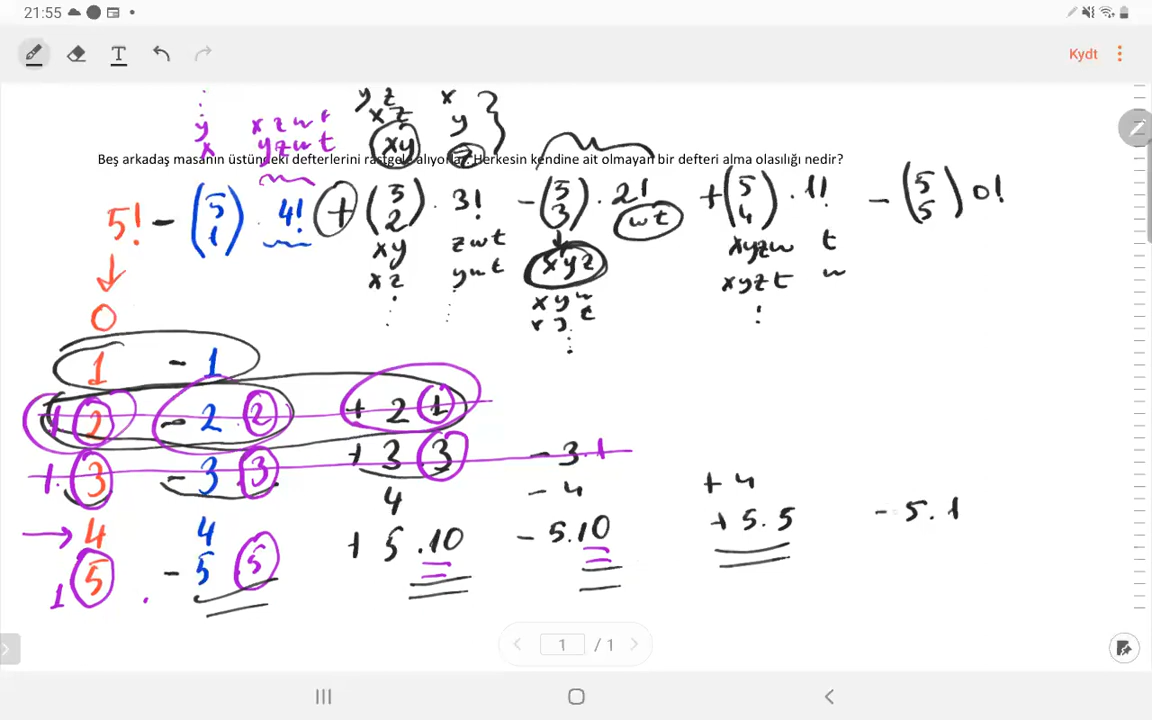 21:55
T Kydt
y z x
x z y
y x z w t xy z
x y z w t
Beş arkadaş masanın üstündeki defterlerini rastgele alıyorlar. Herkesin kendine ait olmayan bir defteri alma olasılığı nedir?
5! - (5 1) . 4! + (5 2) . 3! - (5 3) . 2! + (5 4) . 1! - (5 5) 0!
wt
xy z w t xyz xyzw t
x z y w t x y w xyzt w
0
1 - 1
1 2 - 2 2 + 2 1
1. 3 - 3 3 + 3 3 - 3.1
4 4 4 - 4 + 4
1 5 - 5 5 + 5.10 - 5.10 + 5.5 - 5.1
1 / 1